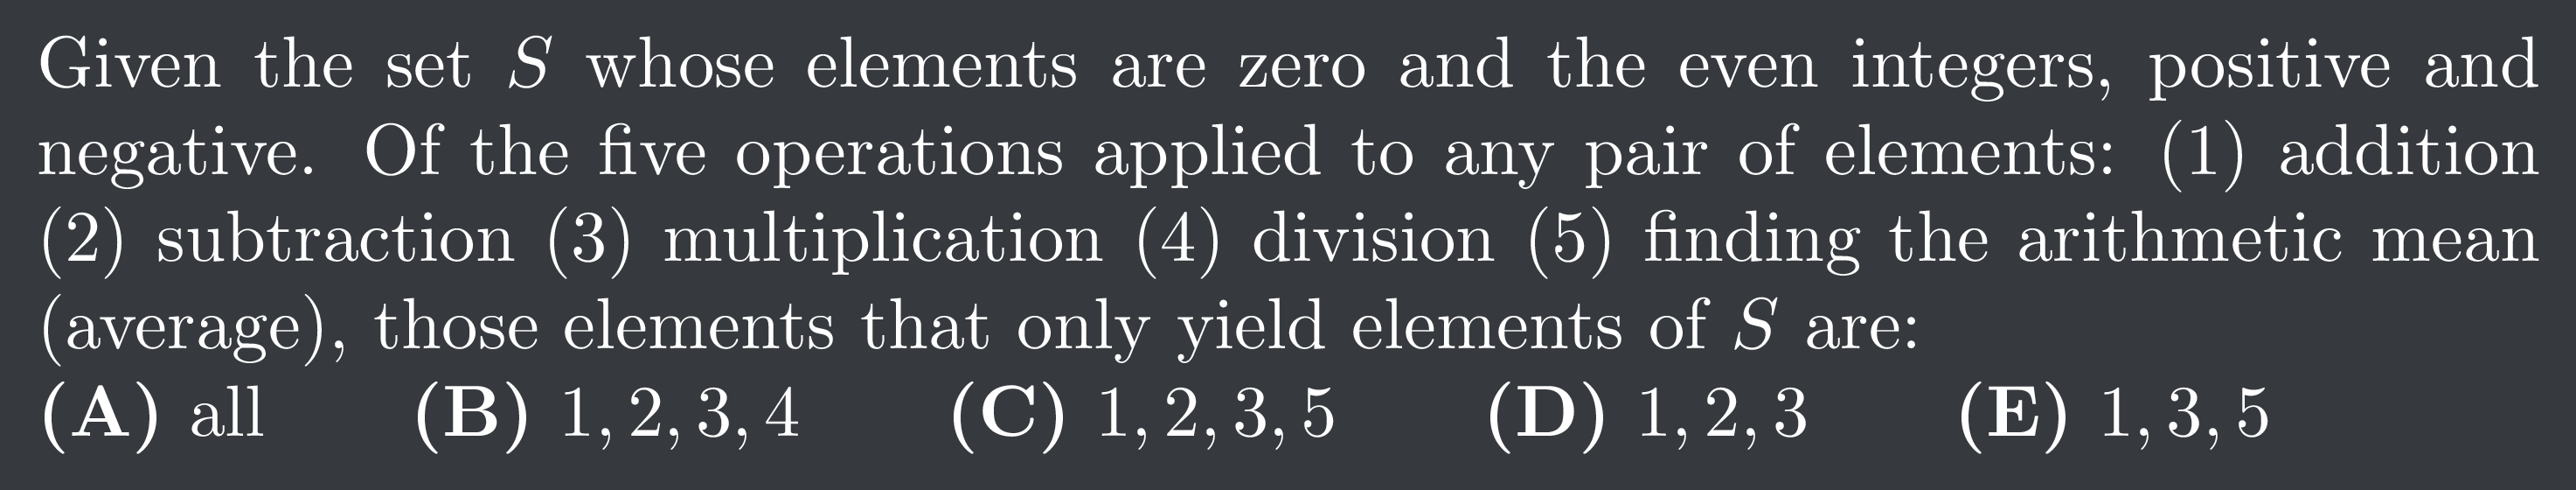 Given the set S whose elements are zero and the even integers, positive and
negative. Of the five operations applied to any pair of elements: (1) addition
(2) subtraction (3) multiplication (4) division (5) finding the arithmetic mean
(average), those elements that only yield elements of S are:
(A) all (B) 1, 2, 3, 4 (C) 1, 2, 3, 5 (D) 1, 2, 3 (E) 1, 3, 5